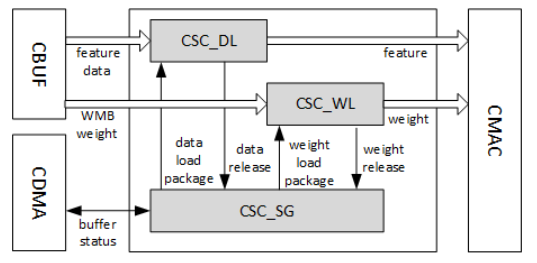 CBUF
CSC_DL
feature
data
feature
CSC_WL
WMB
weight
weight
CMAC
CDMA
data
load
package
data
release
weight
load
package
weight
release
CSC_SG
buffer
status